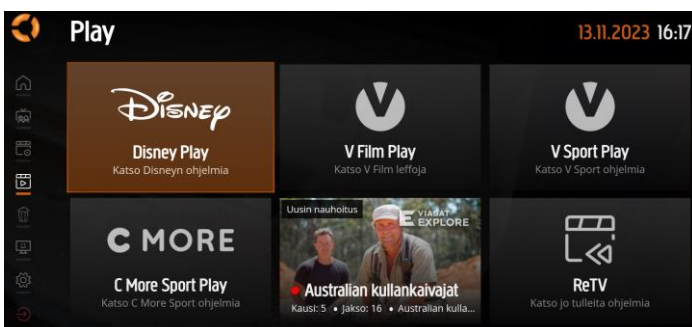 Play
13.11.2023 16:17
Disney
Disney Play
Katso Disneyn ohjelmia
V
V Film Play
Katso V Film leffoja
V
V Sport Play
Katso V Sport ohjelmia
C MORE
C More Sport Play
Katso C More Sport ohjelmia
Uusin nauhoitus
VIASAT
EXPLORE
Australian kullankaivajat
Kausi: 5 • Jakso: 16 • Australian kulla...
ReTV
Katso jo tulleita ohjelmia